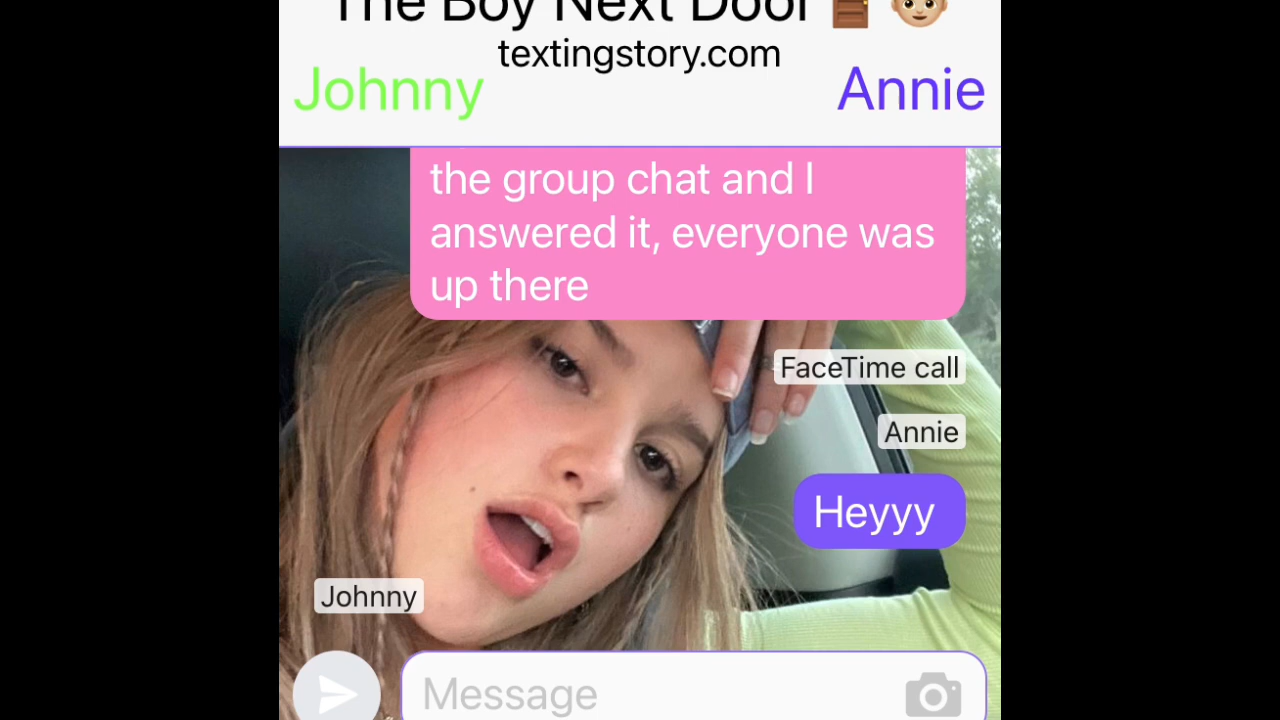 The Boy Next Door 🚪👦🏼
textingstory.com
Johnny
Annie
the group chat and I
answered it, everyone was
up there
FaceTime call
Annie
Heyyy
Johnny
Message